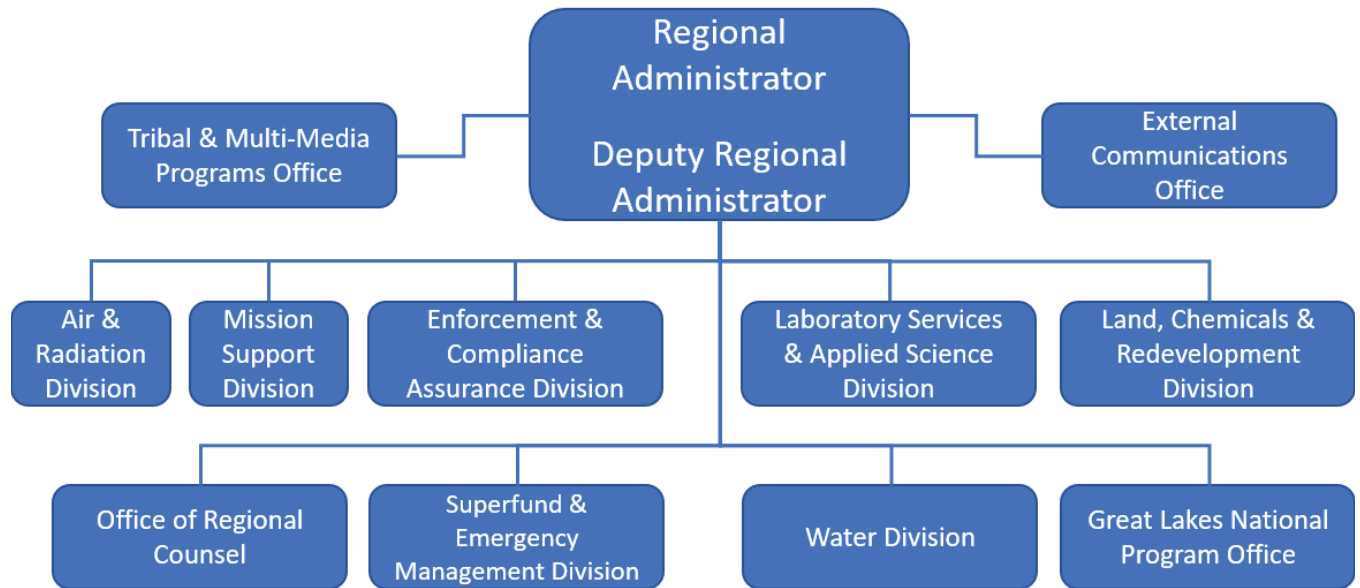 Regional
Administrator
Deputy Regional
Administrator
Tribal & Multi-Media
Programs Office
External
Communications
Office
Air &
Radiation
Division
Mission
Support
Division
Enforcement &
Compliance
Assurance Division
Laboratory Services
& Applied Science
Division
Land, Chemicals &
Redevelopment
Division
Office of Regional
Counsel
Superfund &
Emergency
Management Division
Water Division
Great Lakes National
Program Office